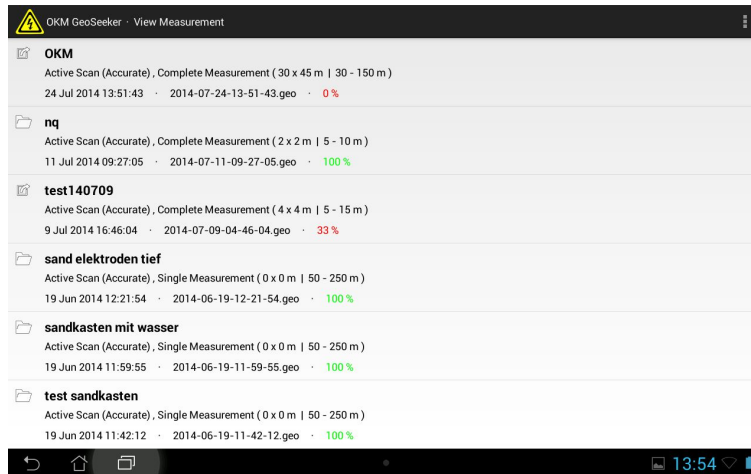 OKM GeoSeeker · View Measurement
OKM
Active Scan (Accurate) , Complete Measurement ( 30 x 45 m | 30 - 150 m )
24 Jul 2014 13:51:43 · 2014-07-24-13-51-43.geo · 0 %
nq
Active Scan (Accurate) , Complete Measurement ( 2 x 2 m | 5 - 10 m )
11 Jul 2014 09:27:05 · 2014-07-11-09-27-05.geo · 100 %
test140709
Active Scan (Accurate) , Complete Measurement ( 4 x 4 m | 5 - 15 m )
9 Jul 2014 16:46:04 · 2014-07-09-04-46-04.geo · 33 %
sand elektroden tief
Active Scan (Accurate) , Single Measurement ( 0 x 0 m | 50 - 250 m )
19 Jun 2014 12:21:54 · 2014-06-19-12-21-54.geo · 100 %
sandkasten mit wasser
Active Scan (Accurate) , Single Measurement ( 0 x 0 m | 50 - 250 m )
19 Jun 2014 11:59:55 · 2014-06-19-11-59-55.geo · 100 %
test sandkasten
Active Scan (Accurate) , Single Measurement ( 0 x 0 m | 50 - 250 m )
19 Jun 2014 11:42:12 · 2014-06-19-11-42-12.geo · 100 %
13:54